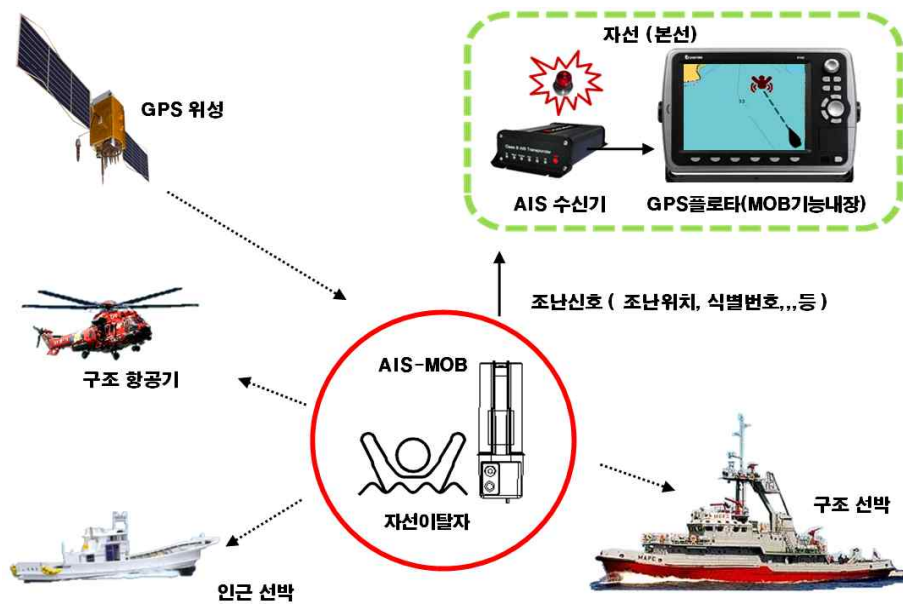 자선 (본선)
GPS 위성
Class B AIS Transponder
AIS 수신기
GPS플로타(MOB기능내장)
조난신호 ( 조난위치, 식별번호,,,등 )
구조 항공기
AIS-MOB
자선이탈자
구조 선박
인근 선박